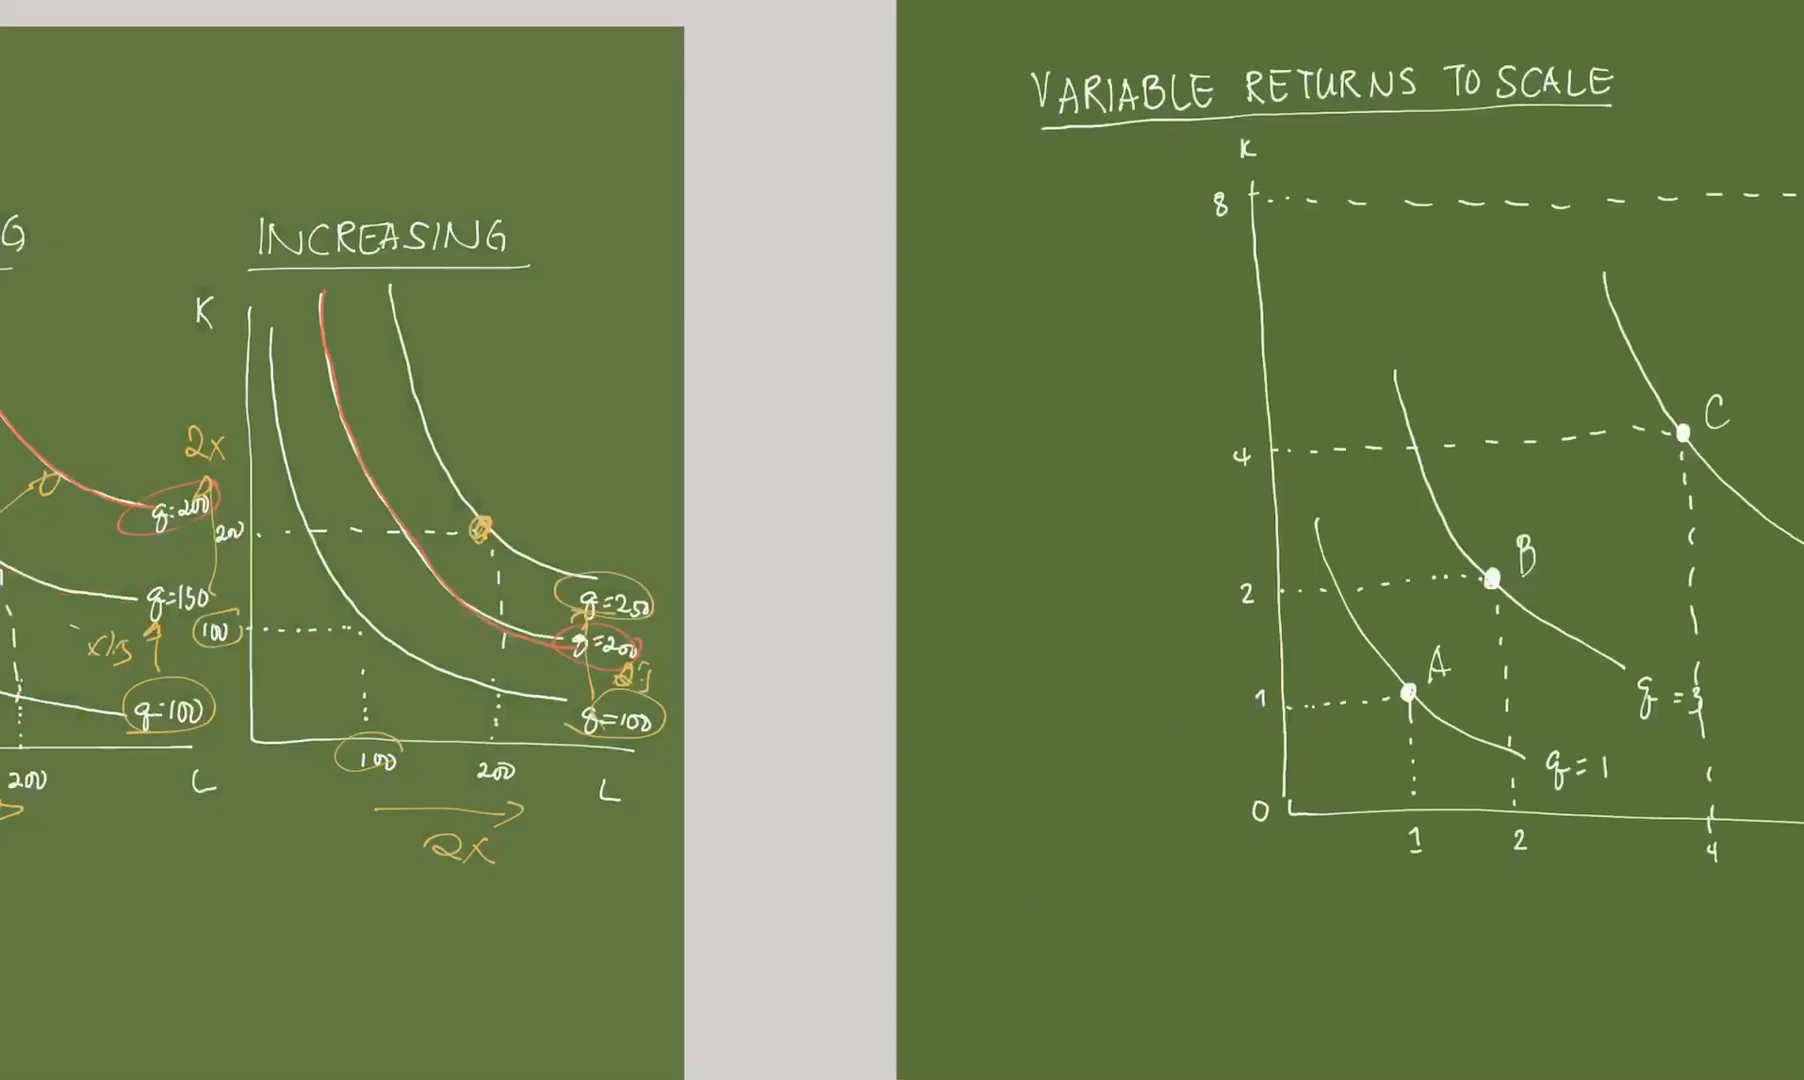 G
2X
q=200
q=150
x1.5
q=100
200
L
INCREASING
K
200
100
q=250
q=200
q=100
100
200
L
2X
VARIABLE RETURNS TO SCALE
K
8
4
2
1
0
C
B
A
q=3
q=1
1
2
4